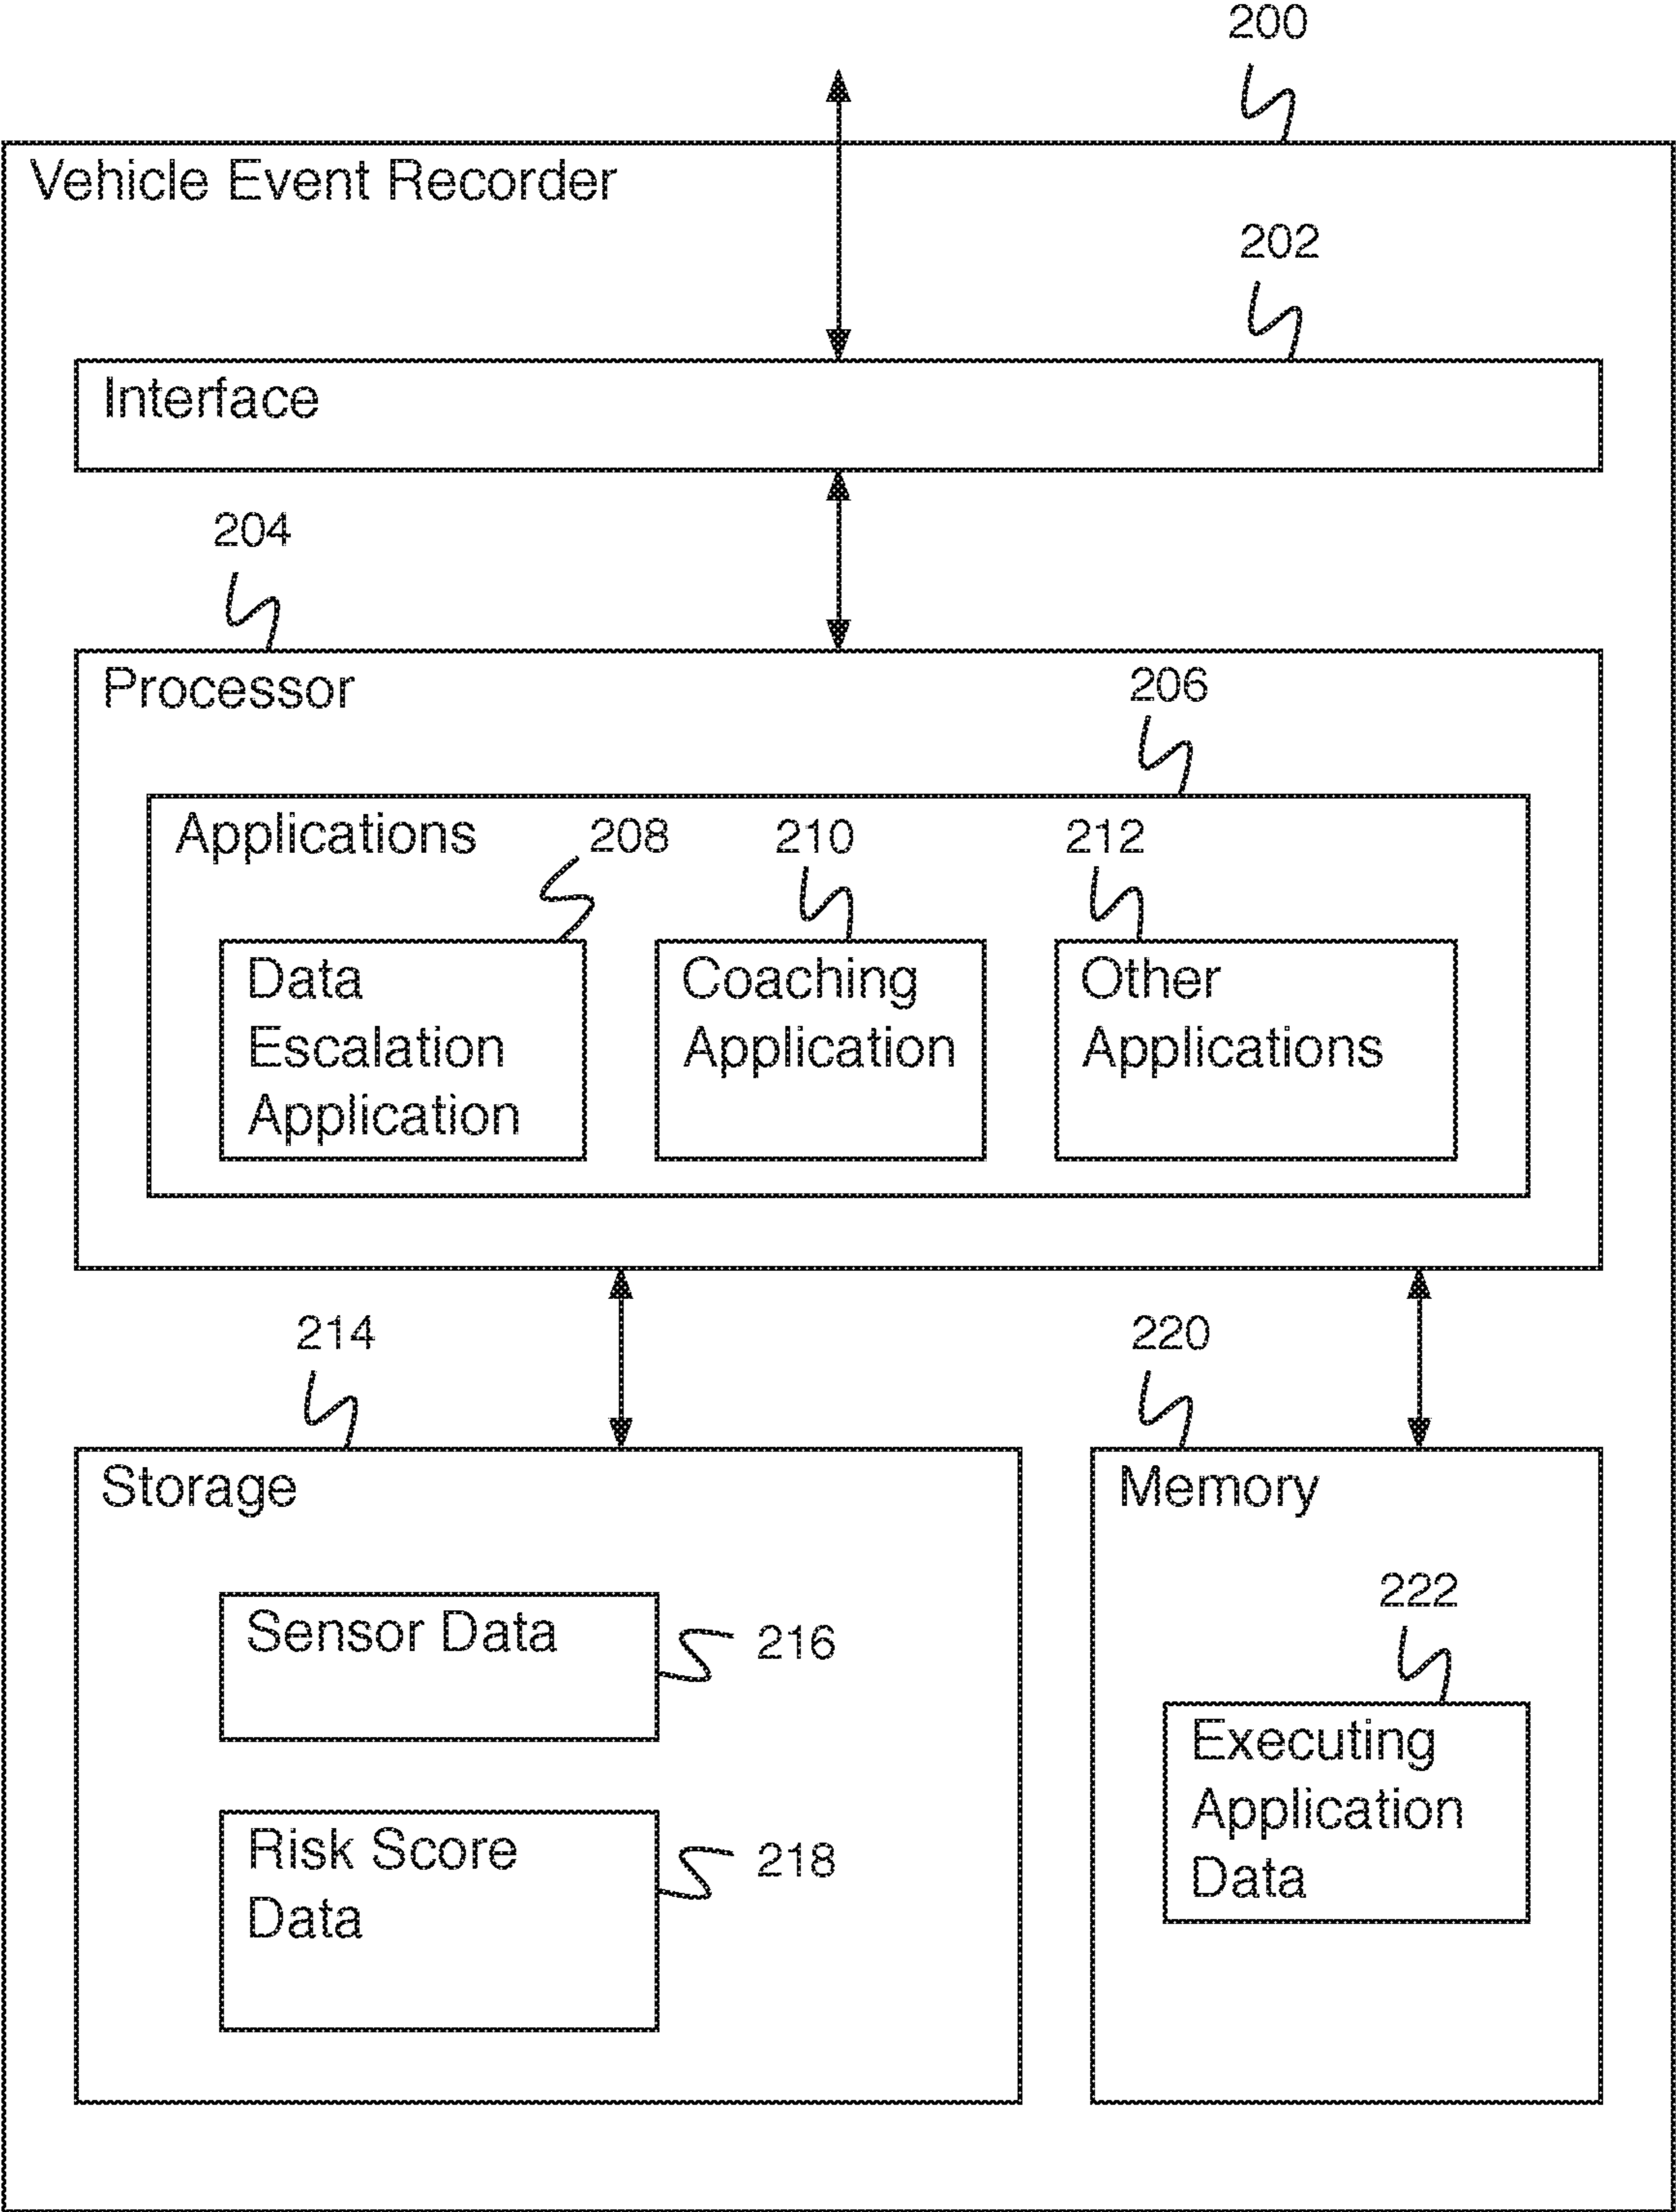 200
Vehicle Event Recorder
202
Interface
204
Processor
206
Applications
208
210
212
Data
Escalation
Application
Coaching
Application
Other
Applications
214
220
Storage
Memory
Sensor Data
216
Risk Score
Data
218
222
Executing
Application
Data